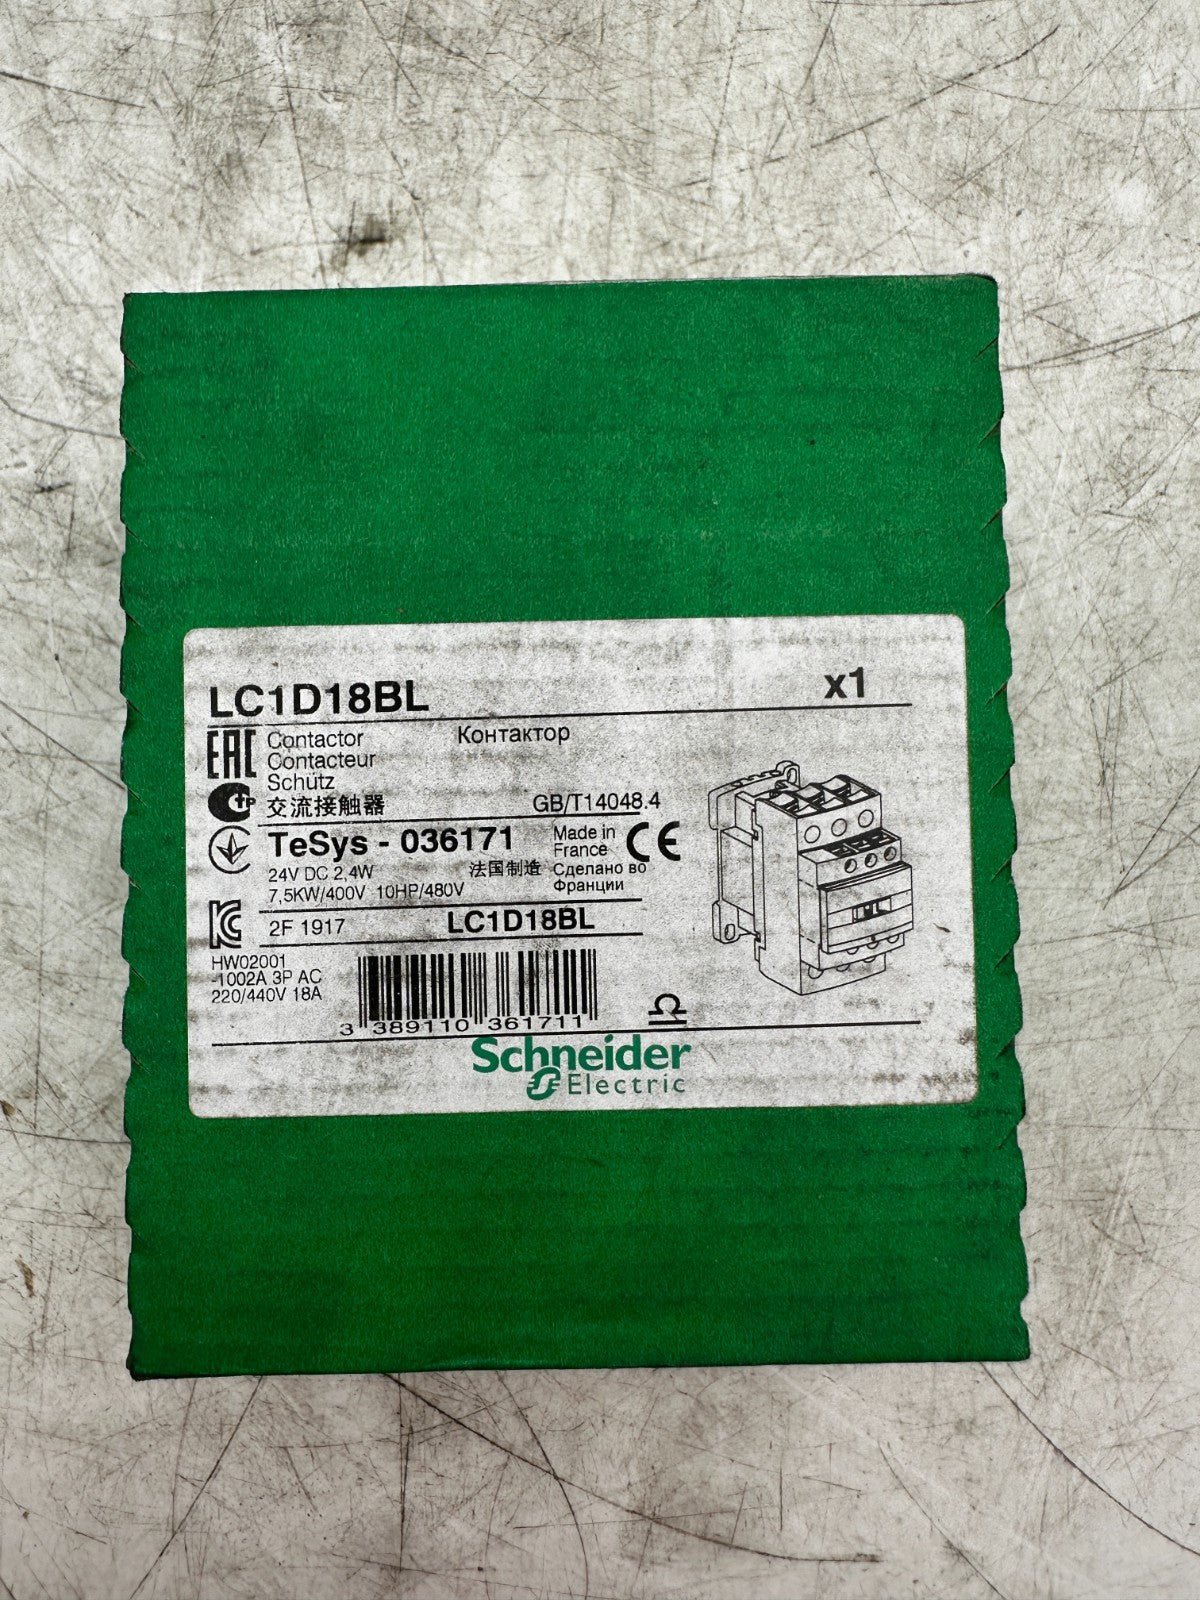 LC1D18BL x1
EAC Contactor Контактор
Contacteur
Schütz
交流接触器 GB/T14048.4
TeSys - 036171 Made in France CE
24V DC 2,4W 法国制造 Сделано во Франции
7,5KW/400V 10HP/480V
2F 1917 LC1D18BL
HW02001
-1002A 3P AC
220/440V 18A
3 389110 361711
Schneider
Electric